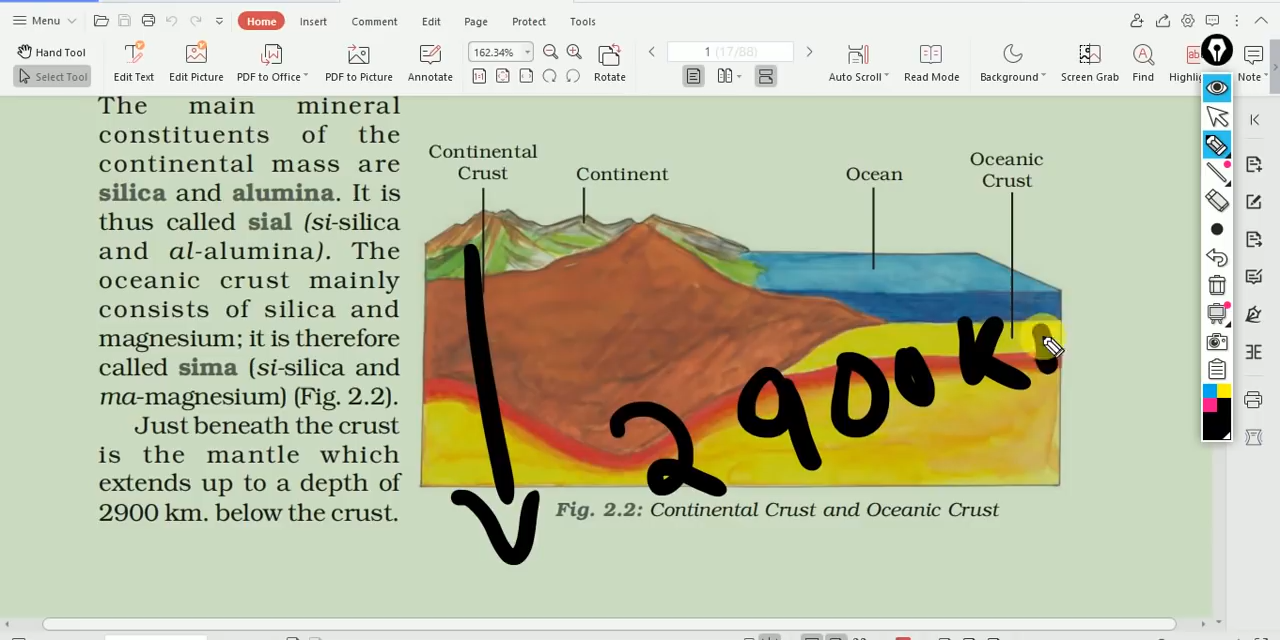 Menu Home Insert Comment Edit Page Protect Tools
Hand Tool
Select Tool
Edit Text Edit Picture PDF to Office PDF to Picture Annotate
162.34%
Rotate
1 (17/88)
Auto Scroll Read Mode Background Screen Grab Find Highlig Note
The main mineral
constituents of the
continental mass are
silica and alumina. It is
thus called sial (si-silica
and al-alumina). The
oceanic crust mainly
consists of silica and
magnesium; it is therefore
called sima (si-silica and
ma-magnesium) (Fig. 2.2).
Just beneath the crust
is the mantle which
extends up to a depth of
2900 km. below the crust.
Continental
Crust
Continent
Ocean
Oceanic
Crust
2900K
Fig. 2.2: Continental Crust and Oceanic Crust